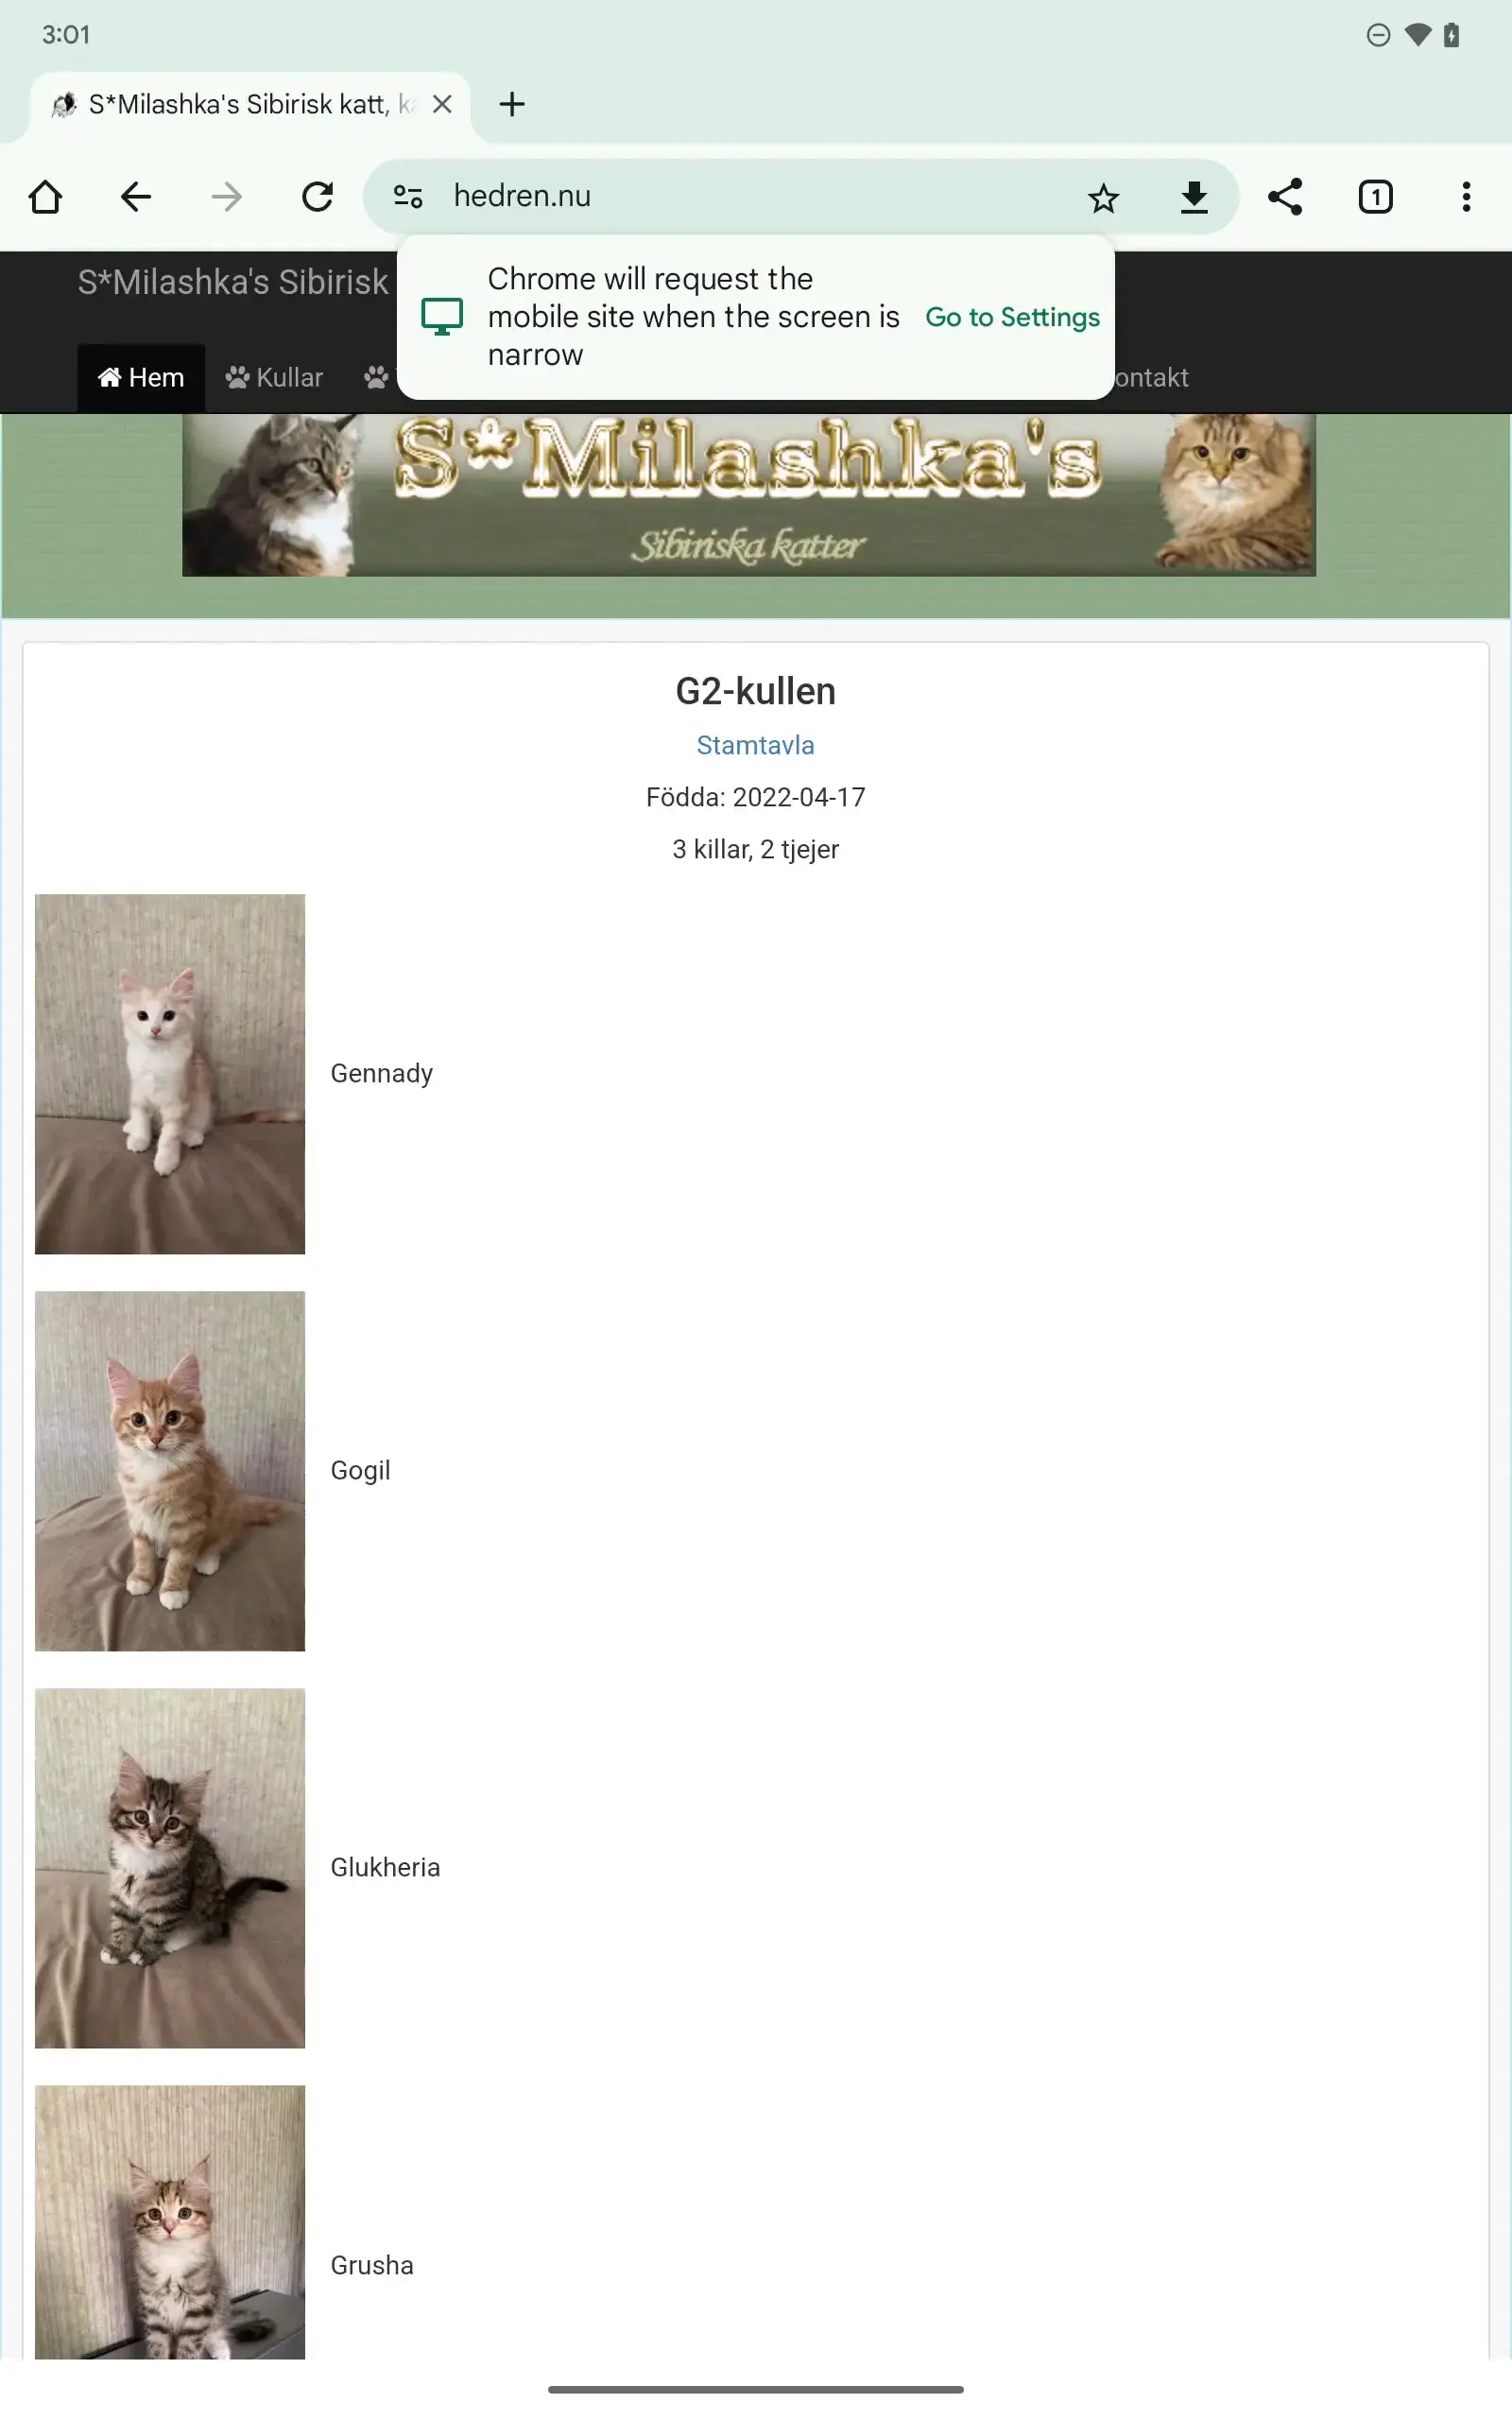 3:01
S*Milashka's Sibirisk katt,
1
hedren.nu
S*Milashka's Sibirisk
Chrome will request the
mobile site when the screen is
narrow
Go to Settings
Hem
Kullar
ontakt
S*Milashka's
Sibiriska katter
G2-kullen
Stamtavla
Födda: 2022-04-17
3 killar, 2 tjejer
Gennady
Gogil
Glukheria
Grusha